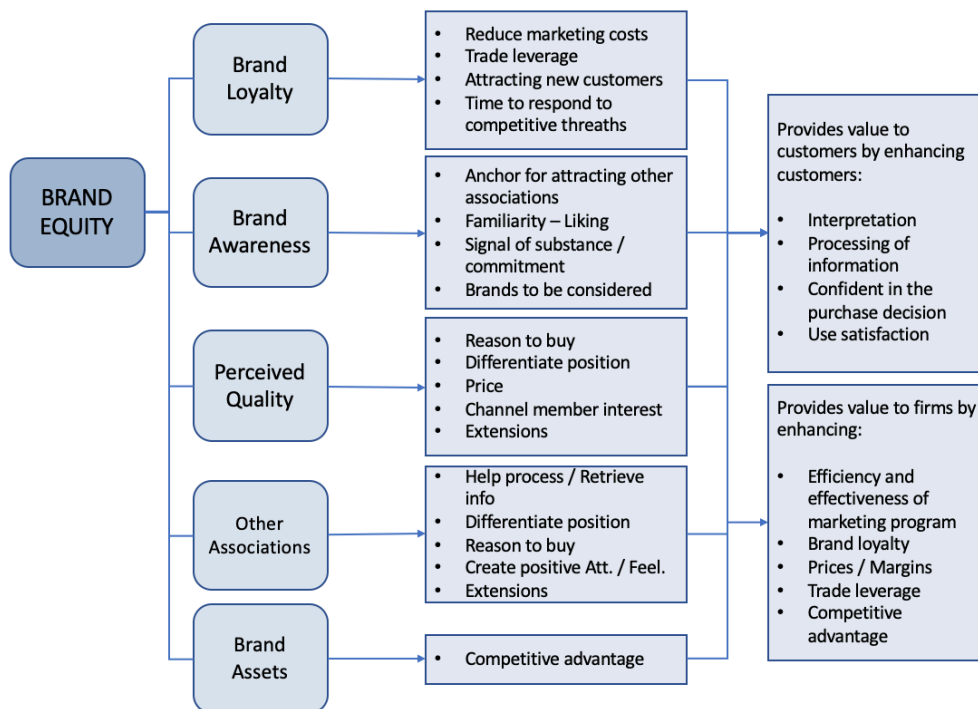 BRAND
EQUITY
Brand
Loyalty
• Reduce marketing costs
• Trade leverage
• Attracting new customers
• Time to respond to
competitive threaths
Brand
Awareness
• Anchor for attracting other
associations
• Familiarity – Liking
• Signal of substance /
commitment
• Brands to be considered
Perceived
Quality
• Reason to buy
• Differentiate position
• Price
• Channel member interest
• Extensions
Other
Associations
• Help process / Retrieve
info
• Differentiate position
• Reason to buy
• Create positive Att. / Feel.
• Extensions
Brand
Assets
• Competitive advantage
Provides value to
customers by enhancing
customers:
• Interpretation
• Processing of
information
• Confident in the
purchase decision
• Use satisfaction
Provides value to firms by
enhancing:
• Efficiency and
effectiveness of
marketing program
• Brand loyalty
• Prices / Margins
• Trade leverage
• Competitive
advantage